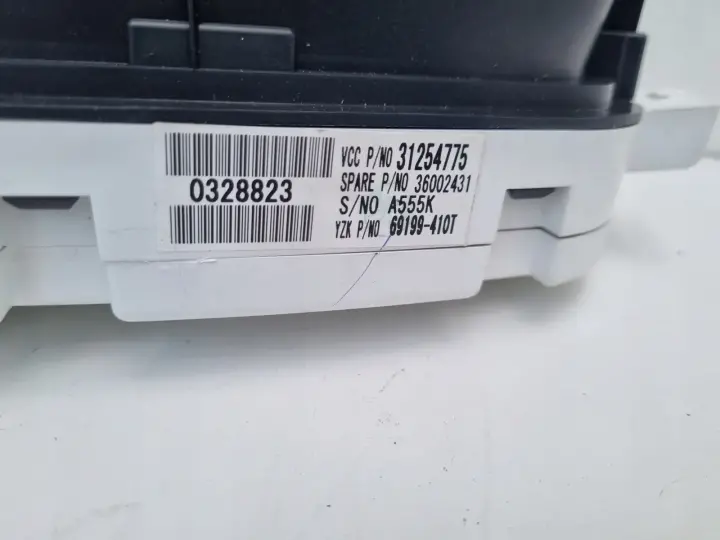 0328823
VCC P/NO 31254775
SPARE P/NO 36002431
S/NO A555K
YZK P/NO 69199-410T